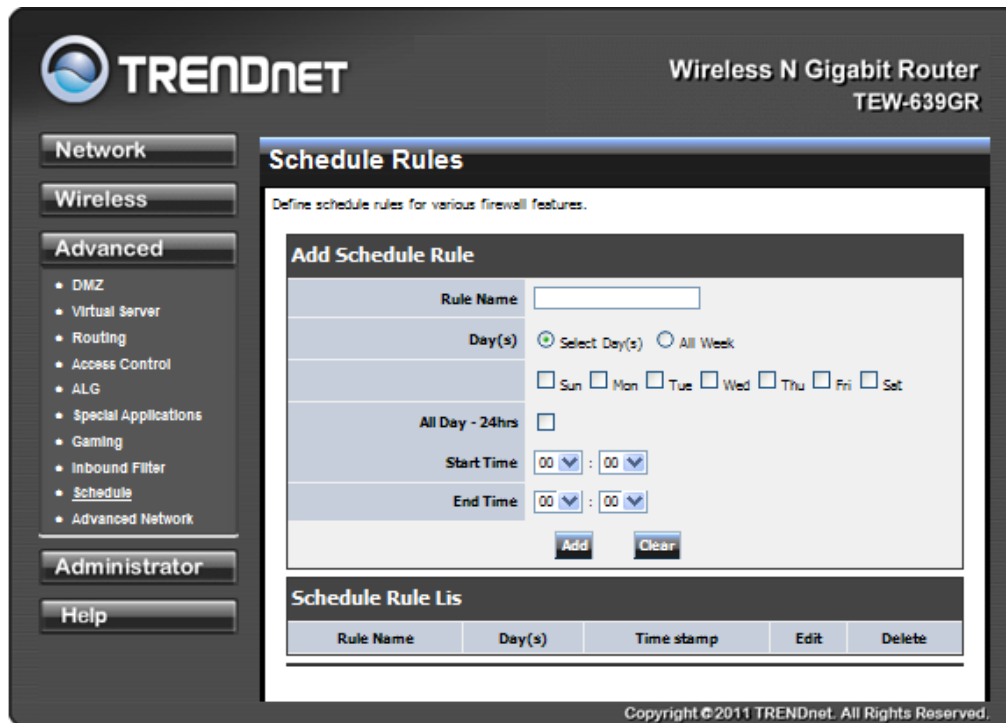 TRENDNET
Wireless N Gigabit Router
TEW-639GR
Network
Wireless
Advanced
DMZ
Virtual Server
Routing
Access Control
ALG
Special Applications
Gaming
Inbound Filter
Schedule
Advanced Network
Administrator
Help
Schedule Rules
Define schedule rules for various firewall features.
Add Schedule Rule
Rule Name
Day(s) Select Day(s) All Week
Sun Mon Tue Wed Thu Fri Sat
All Day - 24hrs
Start Time 00 : 00
End Time 00 : 00
Add Clear
Schedule Rule Lis
Rule Name Day(s) Time stamp Edit Delete
Copyright © 2011 TRENDnet. All Rights Reserved.